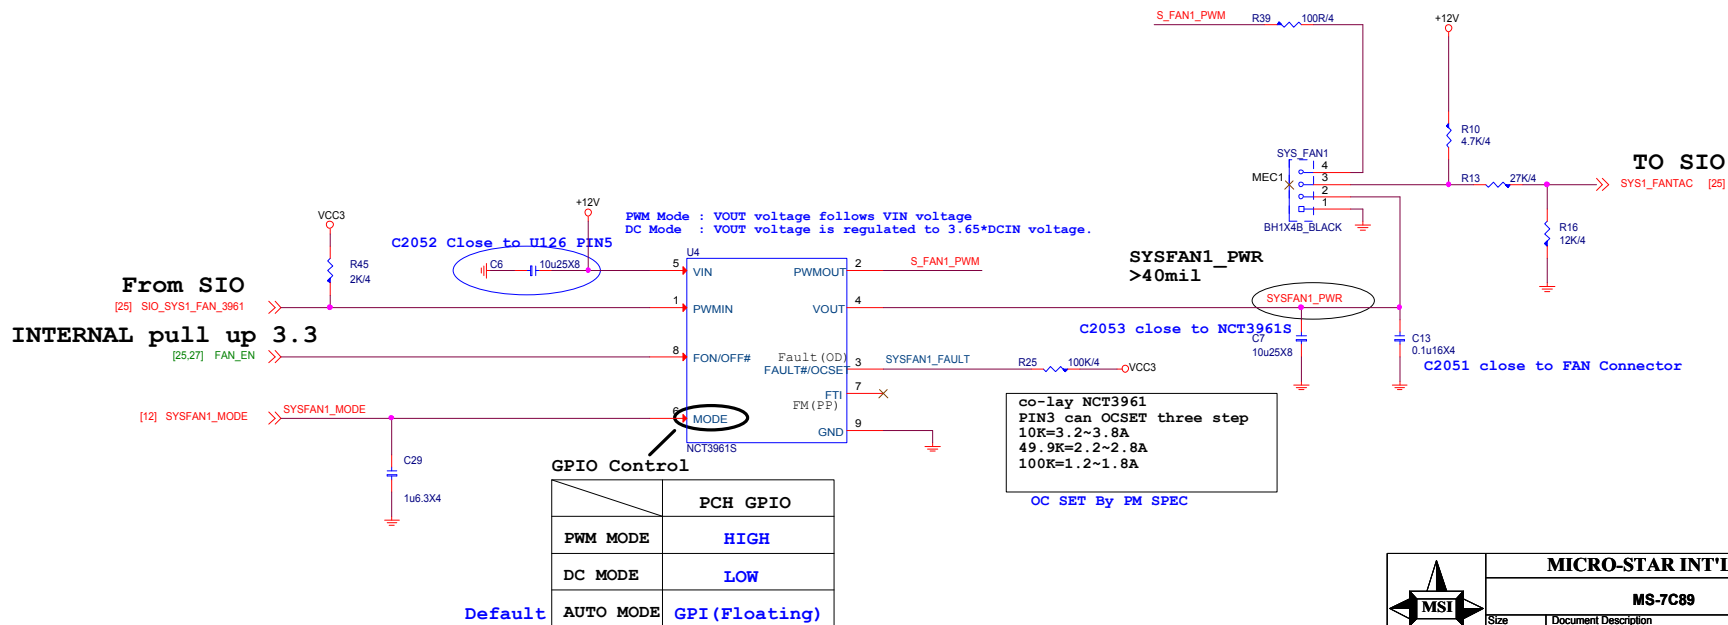 S_FAN1_PWM
R39
100R/4
+12V
R10
4.7K/4
SYS_FAN1
4
MEC1
3
2
1
BH1X4B_BLACK
R13
27K/4
TO SIO
SYS1_FANTAC [25]
R16
12K/4
VCC3
+12V
PWM Mode : VOUT voltage follows VIN voltage
DC Mode : VOUT voltage is regulated to 3.65*DCIN voltage.
C2052 Close to U126 PIN5
C6
10u25X8
R45
2K/4
U4
5
VIN
PWMOUT
2
S_FAN1_PWM
SYSFAN1_PWR
>40mil
From SIO
[25] SIO_SYS1_FAN_3961
1
PWMIN
VOUT
4
SYSFAN1_PWR
INTERNAL pull up 3.3
[25,27] FAN_EN
8
FON/OFF#
Fault(OD)
FAULT#/OCSET
3
SYSFAN1_FAULT
R25
100K/4
VCC3
C2053 close to NCT3961S
C7
10u25X8
C13
0.1u16X4
C2051 close to FAN Connector
FTI
7
FM(PP)
[12] SYSFAN1_MODE
SYSFAN1_MODE
6
MODE
GND
9
NCT3961S
C29
1u6.3X4
co-lay NCT3961
PIN3 can OCSET three step
10K=3.2~3.8A
49.9K=2.2~2.8A
100K=1.2~1.8A
OC SET By PM SPEC
GPIO Control
PCH GPIO
PWM MODE HIGH
DC MODE LOW
Default AUTO MODE GPI(Floating)
MSI
MICRO-STAR INT'L
MS-7C89
Size
Document Description